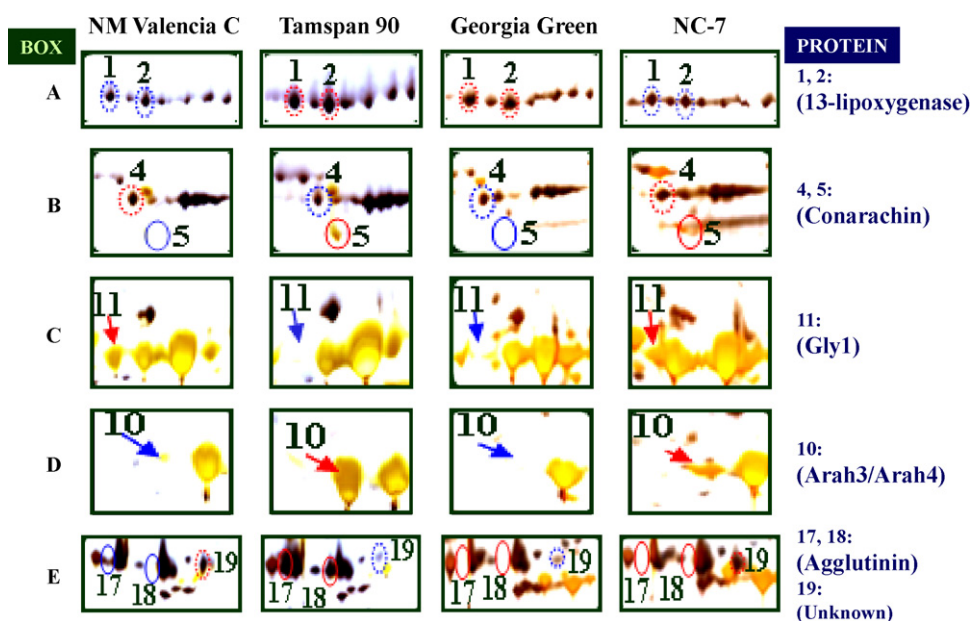 NM Valencia C Tamspan 90 Georgia Green NC-7
BOX PROTEIN
A 1 2 1 2 1 2 1 2 1, 2:
(13-lipoxygenase)
B 4 5 4 5 4 5 4 5 4, 5:
(Conarachin)
C 11 11 11 11 11:
(Gly1)
D 10 10 10 10 10:
(Arah3/Arah4)
E 17 18 19 17 18 19 17 18 19 17 18 19 17, 18:
(Agglutinin)
19:
(Unknown)